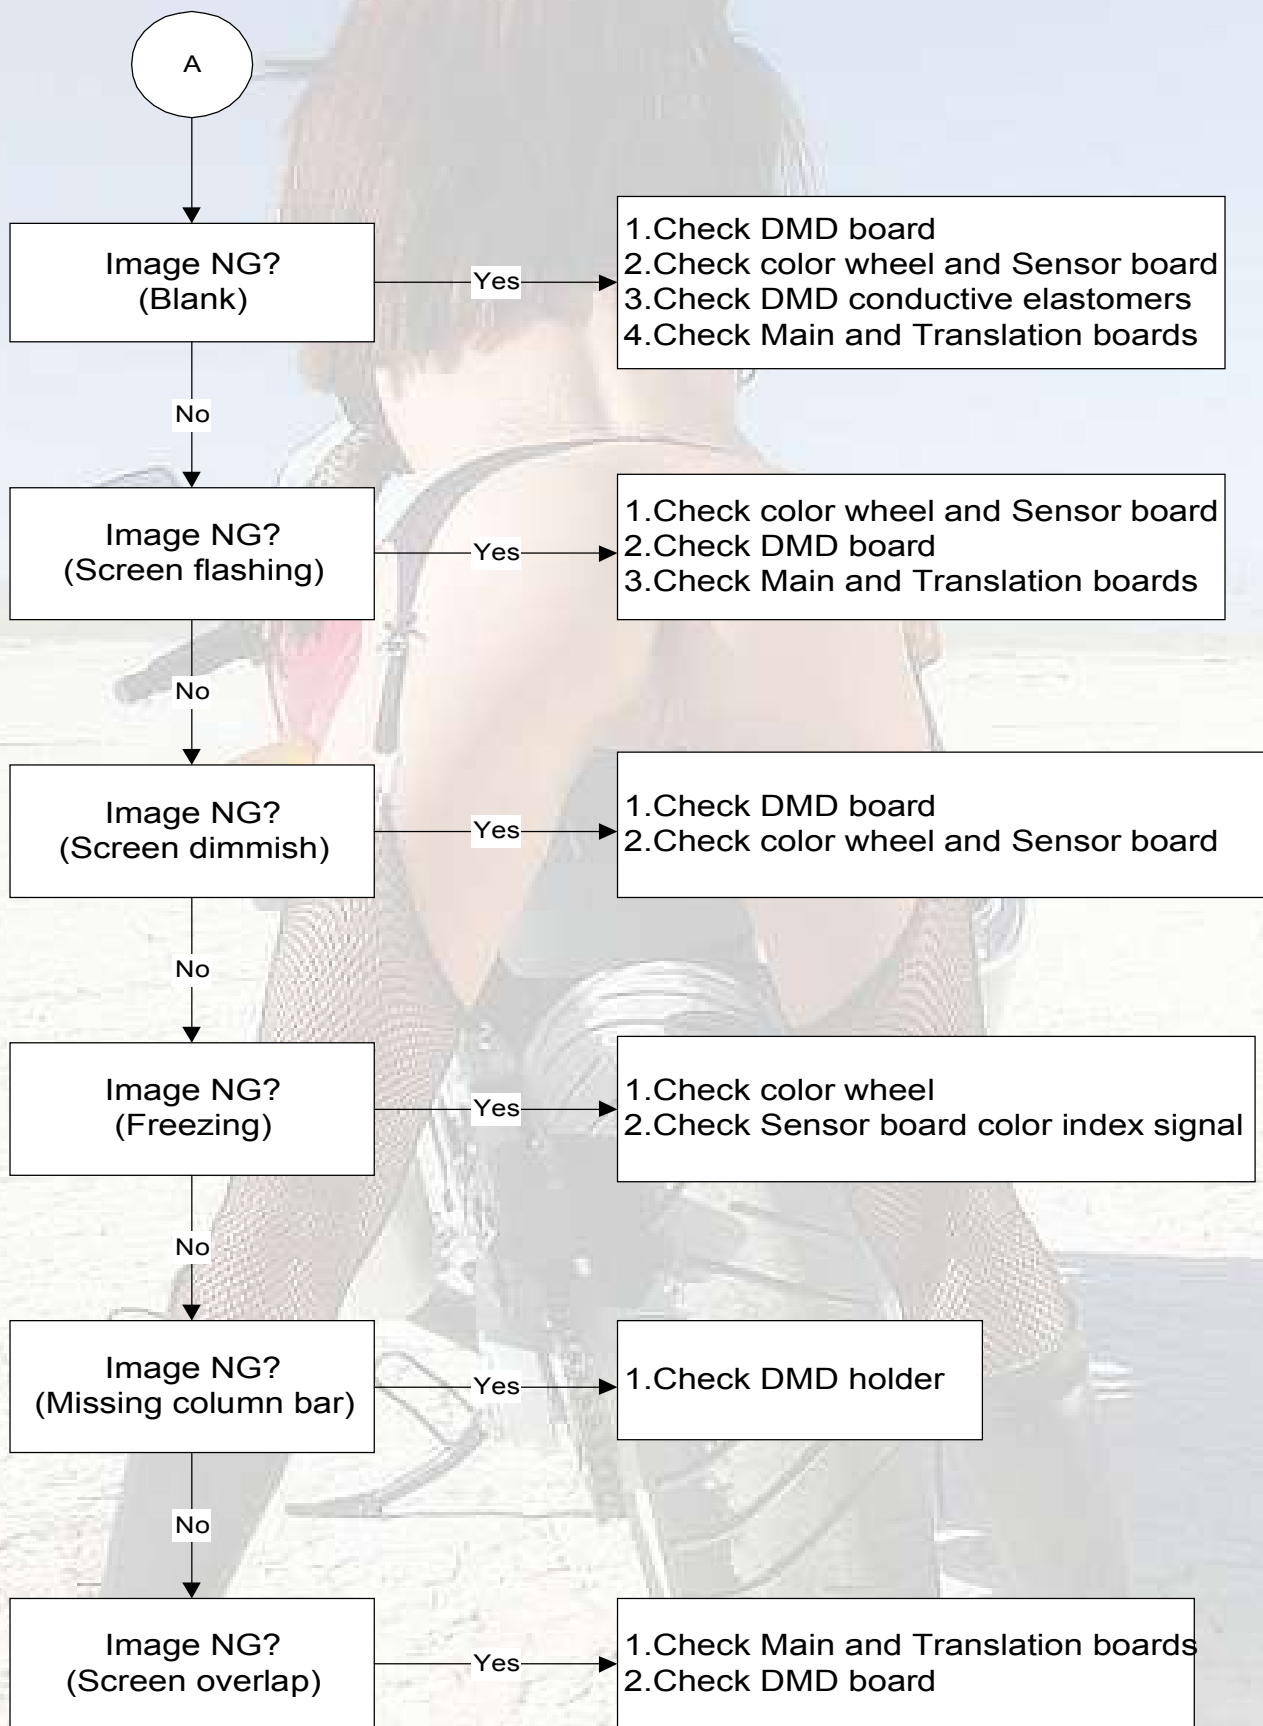 A
Image NG?
(Blank)
Yes
1.Check DMD board
2.Check color wheel and Sensor board
3.Check DMD conductive elastomers
4.Check Main and Translation boards
No
Image NG?
(Screen flashing)
Yes
1.Check color wheel and Sensor board
2.Check DMD board
3.Check Main and Translation boards
No
Image NG?
(Screen dimmish)
Yes
1.Check DMD board
2.Check color wheel and Sensor board
No
Image NG?
(Freezing)
Yes
1.Check color wheel
2.Check Sensor board color index signal
No
Image NG?
(Missing column bar)
Yes
1.Check DMD holder
No
Image NG?
(Screen overlap)
Yes
1.Check Main and Translation boards
2.Check DMD board